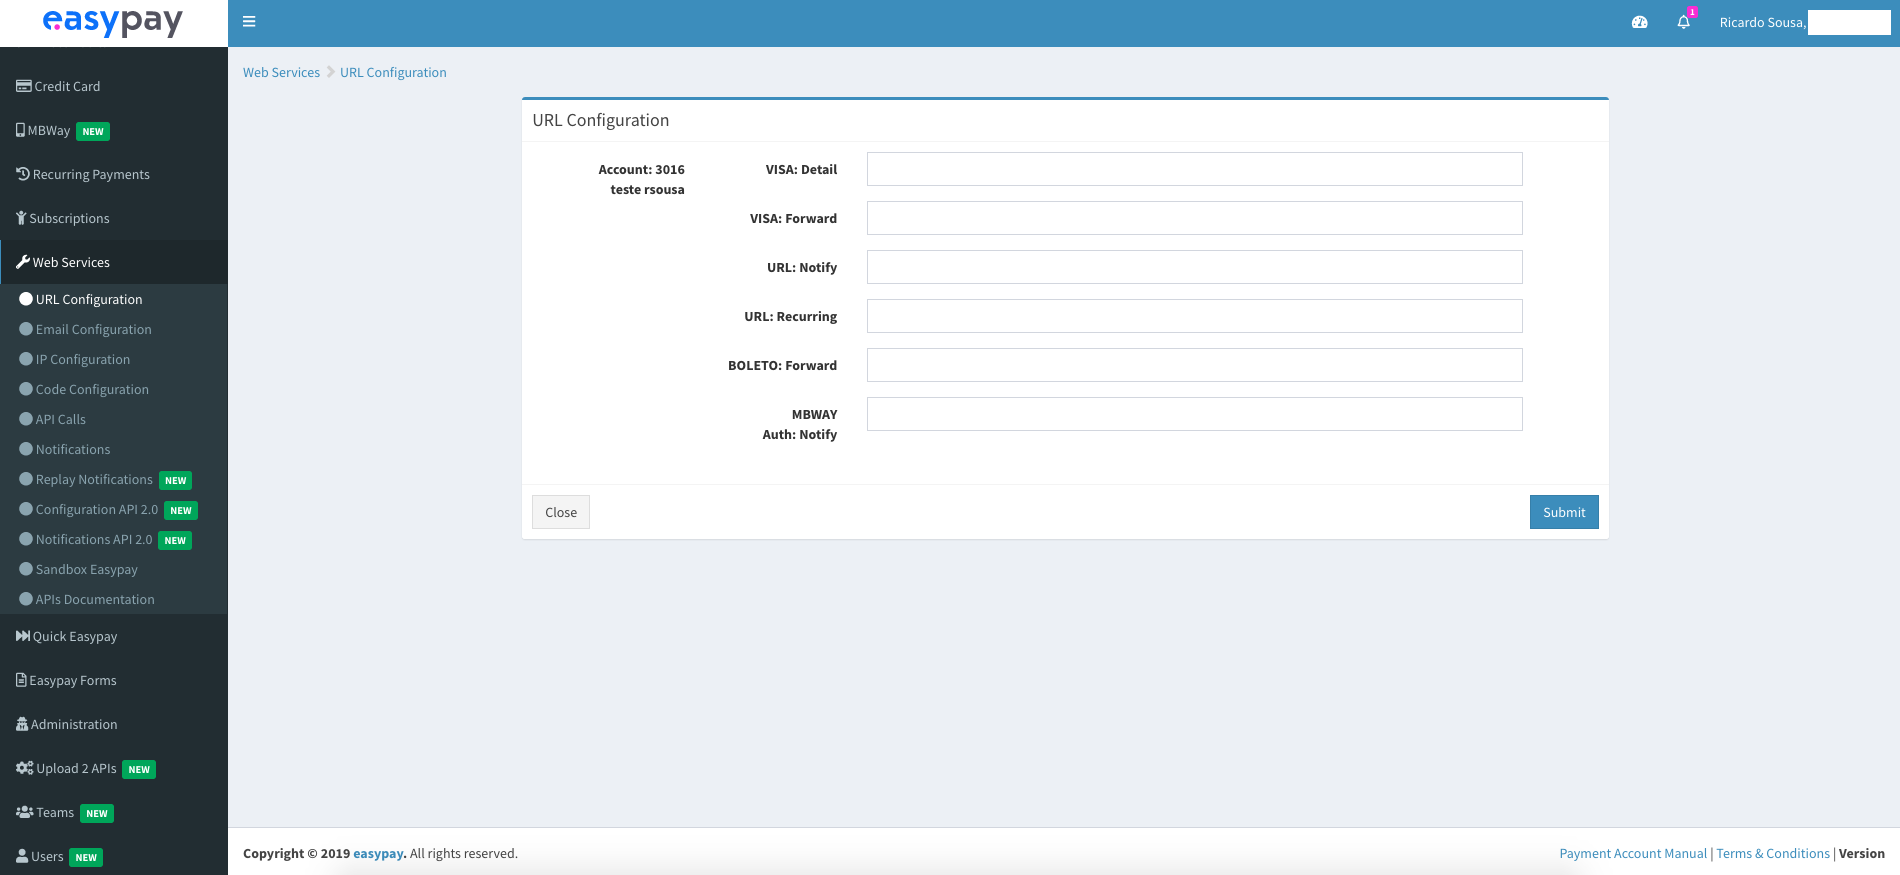 easypay
1
Ricardo Sousa,
Credit Card
MBWay NEW
Recurring Payments
Subscriptions
Web Services
URL Configuration
Email Configuration
IP Configuration
Code Configuration
API Calls
Notifications
Replay Notifications NEW
Configuration API 2.0 NEW
Notifications API 2.0 NEW
Sandbox Easypay
APIs Documentation
Quick Easypay
Easypay Forms
Administration
Upload 2 APIs NEW
Teams NEW
Users NEW
Web Services URL Configuration
URL Configuration
Account: 3016
teste rsousa
VISA: Detail
VISA: Forward
URL: Notify
URL: Recurring
BOLETO: Forward
MBWAY
Auth: Notify
Close
Submit
Copyright © 2019 easypay. All rights reserved.
Payment Account Manual | Terms & Conditions | Version